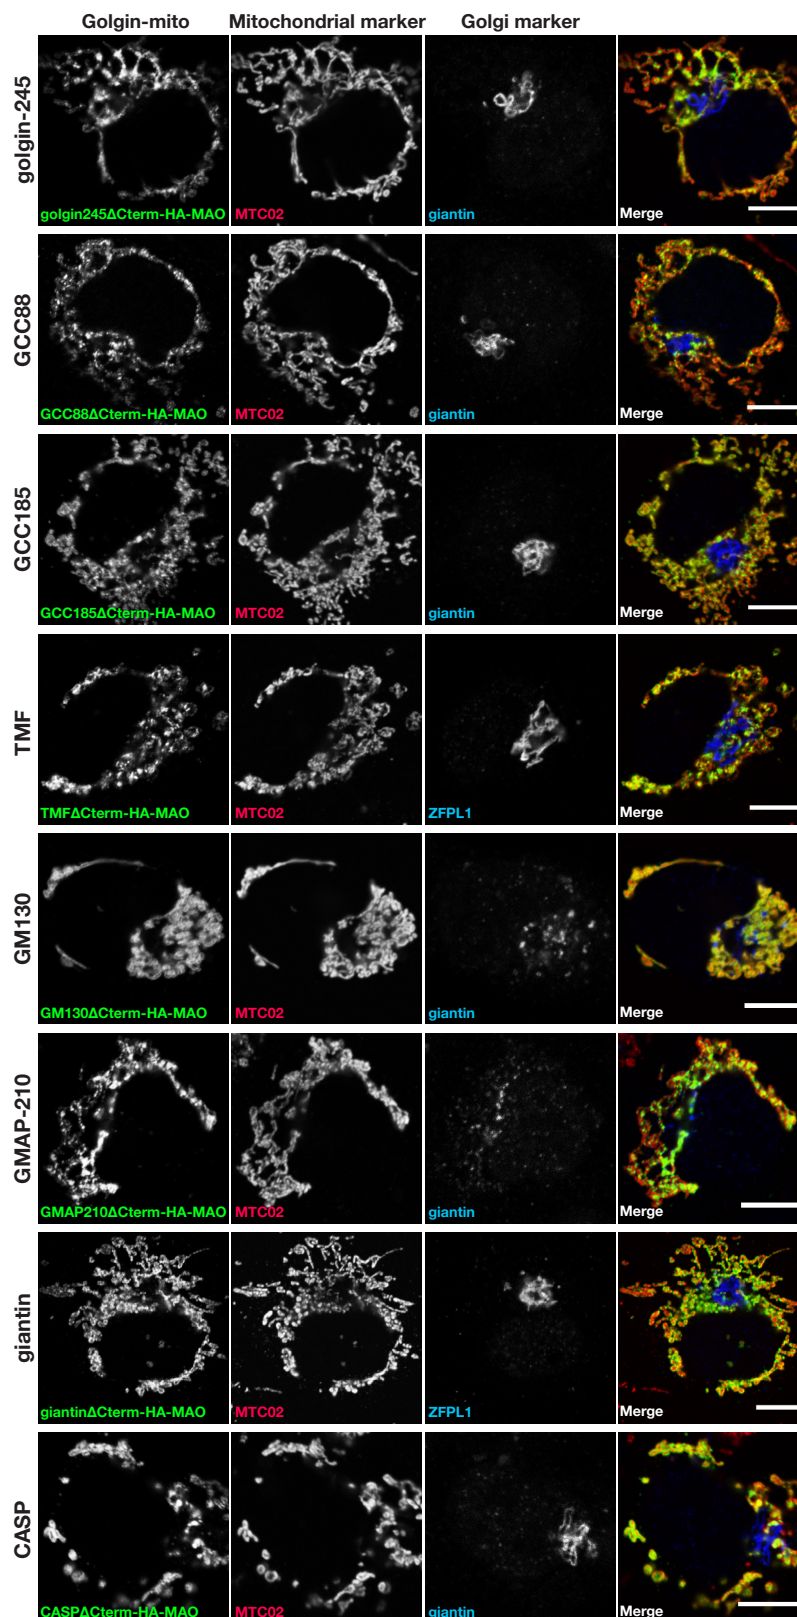 Golgin-mito Mitochondrial marker Golgi marker
golgin-245
golgin245ΔCterm-HA-MAO MTC02 giantin Merge
GCC88
GCC88ΔCterm-HA-MAO MTC02 giantin Merge
GCC185
GCC185ΔCterm-HA-MAO MTC02 giantin Merge
TMF
TMFΔCterm-HA-MAO MTC02 ZFPL1 Merge
GM130
GM130ΔCterm-HA-MAO MTC02 giantin Merge
GMAP-210
GMAP210ΔCterm-HA-MAO MTC02 giantin Merge
giantin
giantinΔCterm-HA-MAO MTC02 ZFPL1 Merge
CASP
CASPΔCterm-HA-MAO MTC02 giantin Merge